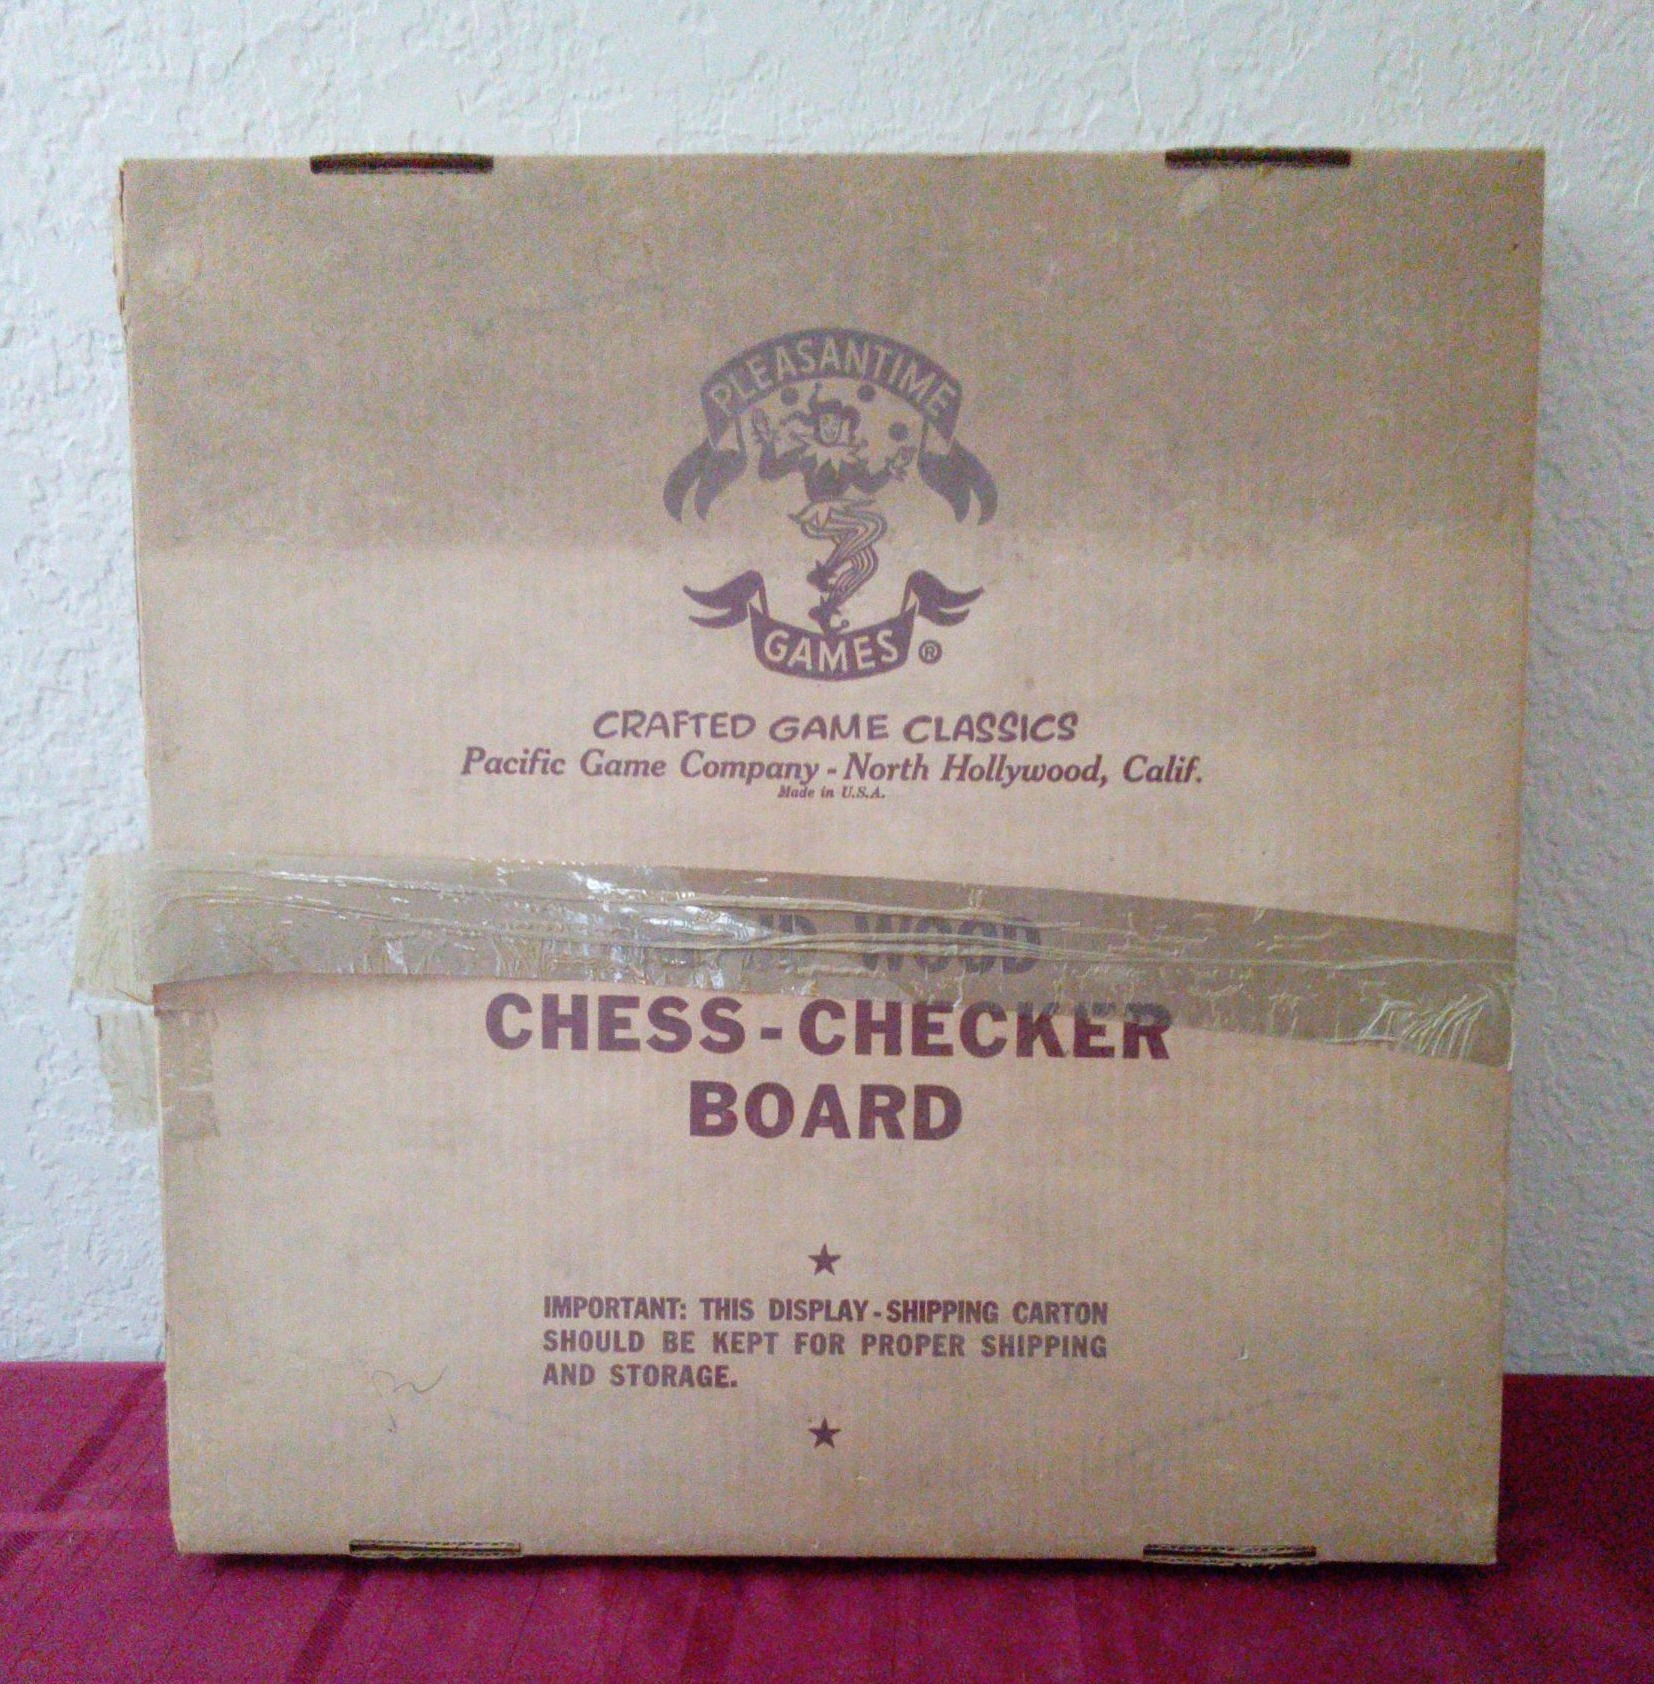 PLEASANTIME
GAMES ®
CRAFTED GAME CLASSICS
Pacific Game Company - North Hollywood, Calif.
Made in U.S.A.
WOOD
CHESS - CHECKER
BOARD
★
IMPORTANT: THIS DISPLAY - SHIPPING CARTON
SHOULD BE KEPT FOR PROPER SHIPPING
AND STORAGE.
★